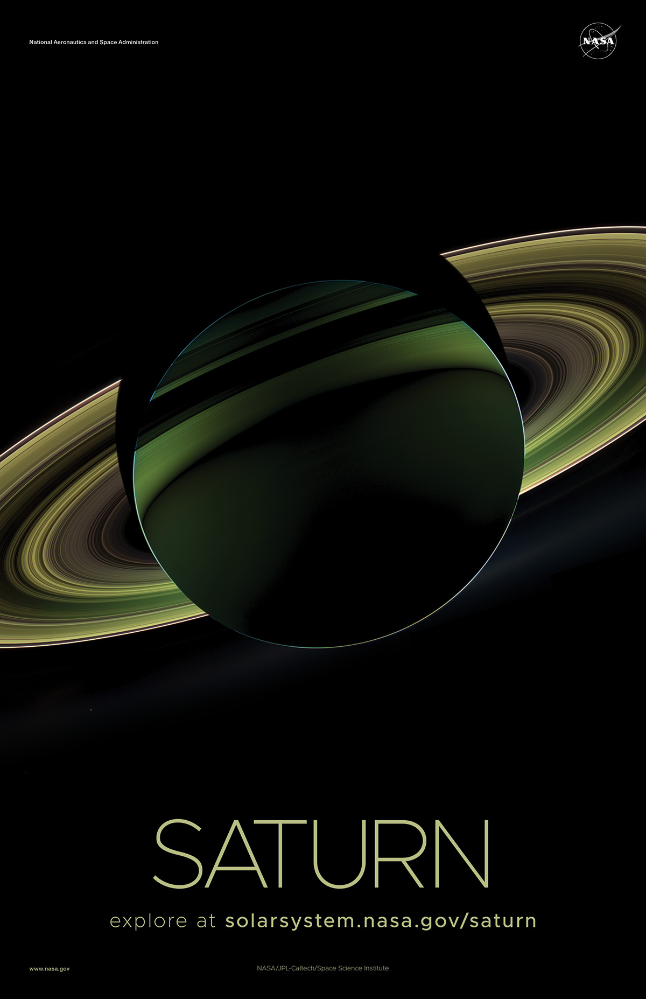 National Aeronautics and Space Administration
NASA
SATURN
explore at solarsystem.nasa.gov/saturn
www.nasa.gov
NASA/JPL-Caltech/Space Science Institute